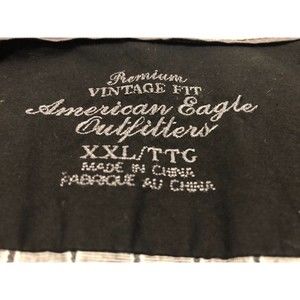 Premium
VINTAGE FIT
American Eagle
Outfitters
XXL/TTG
MADE IN CHINA
FABRIQUE AU CHINA